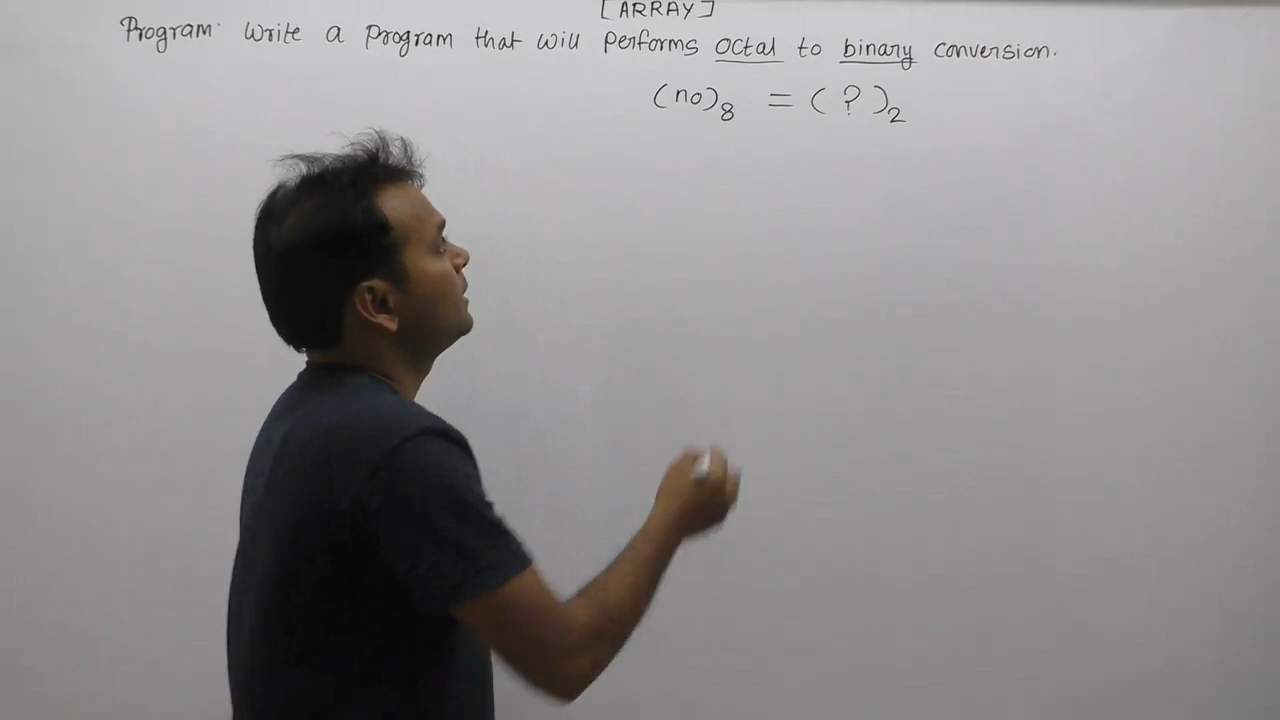 [ARRAY]
Program: Write a program that will performs octal to binary conversion.
(no)8 = ( ? )2